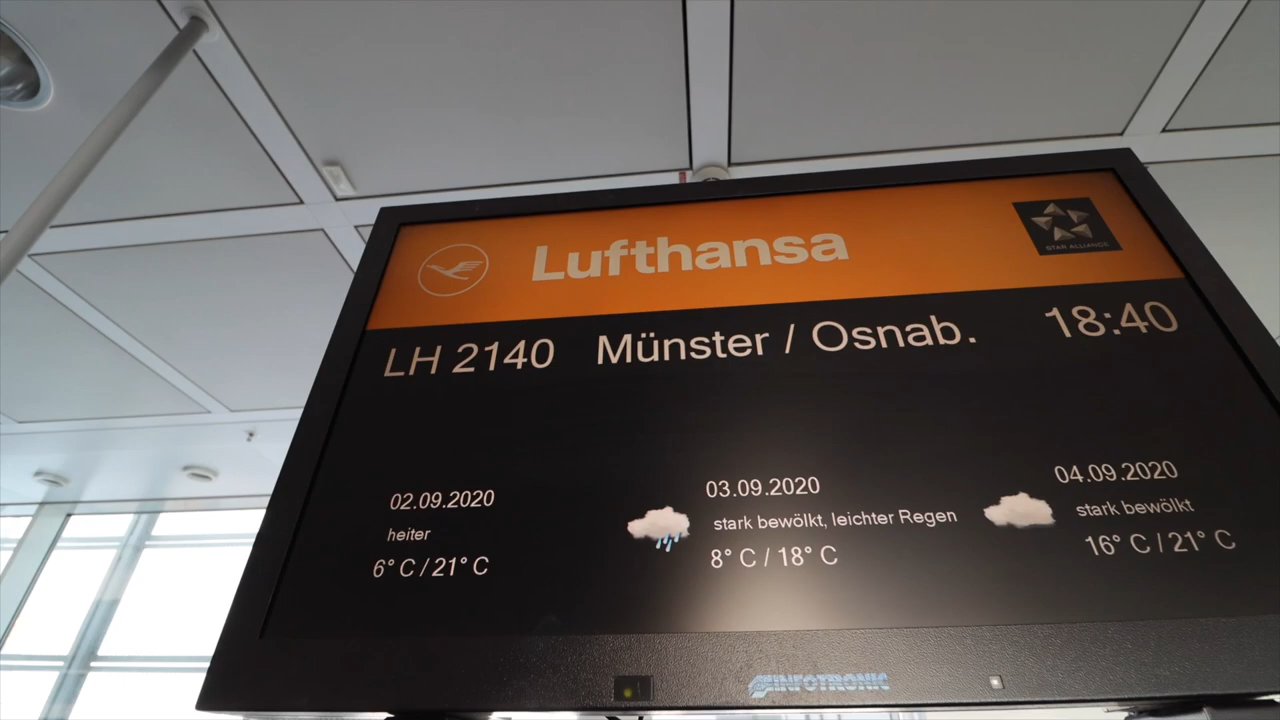 Lufthansa
STAR ALLIANCE
LH 2140 Münster / Osnab. 18:40
02.09.2020
heiter
6° C / 21° C
03.09.2020
stark bewölkt, leichter Regen
8° C / 18° C
04.09.2020
stark bewölkt
16° C / 21° C
INFOTRONIC